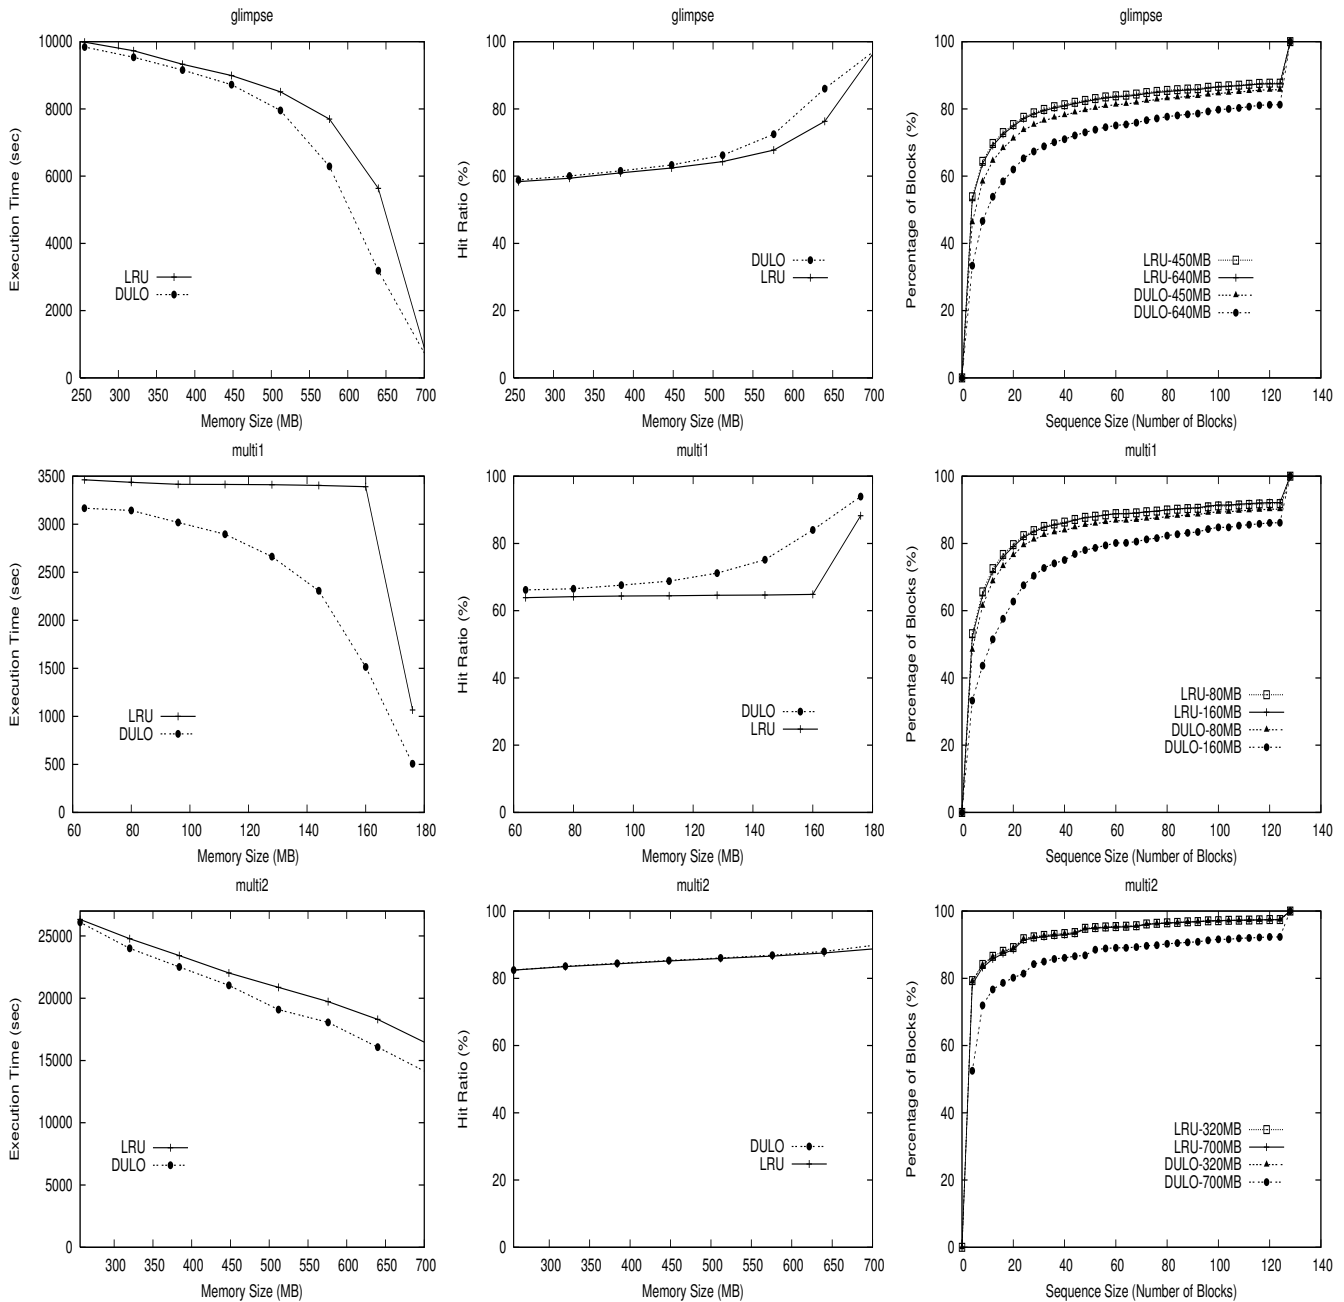 glimpse
Execution Time (sec)
10000
8000
6000
4000
2000
0
LRU
DULO
250 300 350 400 450 500 550 600 650 700
Memory Size (MB)
glimpse
Hit Ratio (%)
100
80
60
40
20
0
DULO
LRU
250 300 350 400 450 500 550 600 650 700
Memory Size (MB)
glimpse
Percentage of Blocks (%)
100
80
60
40
20
0
LRU-450MB
LRU-640MB
DULO-450MB
DULO-640MB
0 20 40 60 80 100 120 140
Sequence Size (Number of Blocks)
multi1
Execution Time (sec)
3500
3000
2500
2000
1500
1000
500
0
LRU
DULO
60 80 100 120 140 160 180
Memory Size (MB)
multi1
Hit Ratio (%)
100
80
60
40
20
0
DULO
LRU
60 80 100 120 140 160 180
Memory Size (MB)
multi1
Percentage of Blocks (%)
100
80
60
40
20
0
LRU-80MB
LRU-160MB
DULO-80MB
DULO-160MB
0 20 40 60 80 100 120 140
Sequence Size (Number of Blocks)
multi2
Execution Time (sec)
25000
20000
15000
10000
5000
0
LRU
DULO
300 350 400 450 500 550 600 650 700
Memory Size (MB)
multi2
Hit Ratio (%)
100
80
60
40
20
0
DULO
LRU
300 350 400 450 500 550 600 650 700
Memory Size (MB)
multi2
Percentage of Blocks (%)
100
80
60
40
20
0
LRU-320MB
LRU-700MB
DULO-320MB
DULO-700MB
0 20 40 60 80 100 120 140
Sequence Size (Number of Blocks)